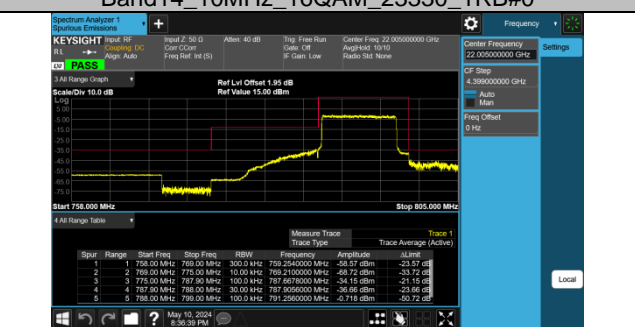 Band14_10MHz_16QAM_23330_1RB#0
Spectrum Analyzer 1
Spurious Emissions
Frequency
KEYSIGHT
Input: RF
Input Z: 50 Ω
Atten: 40 dB
Trig: Free Run
Center Freq: 22.005000000 GHz
RL
Coupling: DC
Corr CCorr
Gate: Off
Avg|Hold: 10/10
Align: Auto
Freq Ref: Int (S)
IF Gain: Low
Radio Std: None
PASS
Center Frequency
22.005000000 GHz
Settings
CF Step
4.399000000 GHz
Auto
Man
Freq Offset
0 Hz
3 All Range Graph
Ref Lvl Offset 1.95 dB
Scale/Div 10.0 dB
Ref Value 15.00 dBm
Log
5.00
-5.00
-15.0
-25.0
-35.0
-45.0
-55.0
-65.0
-75.0
Start 758.000 MHz
Stop 805.000 MHz
4 All Range Table
Measure Trace
Trace 1
Trace Type
Trace Average (Active)
Spur Range Start Freq Stop Freq RBW Frequency Amplitude ΔLimit
1 1 758.00 MHz 769.00 MHz 300.0 kHz 759.2540000 MHz -58.57 dBm -23.57 dB
2 2 769.00 MHz 775.00 MHz 10.00 kHz 769.2100000 MHz -68.72 dBm -33.72 dB
3 3 775.00 MHz 787.90 MHz 100.0 kHz 787.6678000 MHz -34.15 dBm -21.15 dB
4 4 787.90 MHz 788.00 MHz 30.00 kHz 787.9056000 MHz -36.66 dBm -23.66 dB
5 5 788.00 MHz 799.00 MHz 100.0 kHz 791.2560000 MHz -0.718 dBm -50.72 dB
Local
May 10, 2024
8:36:39 PM